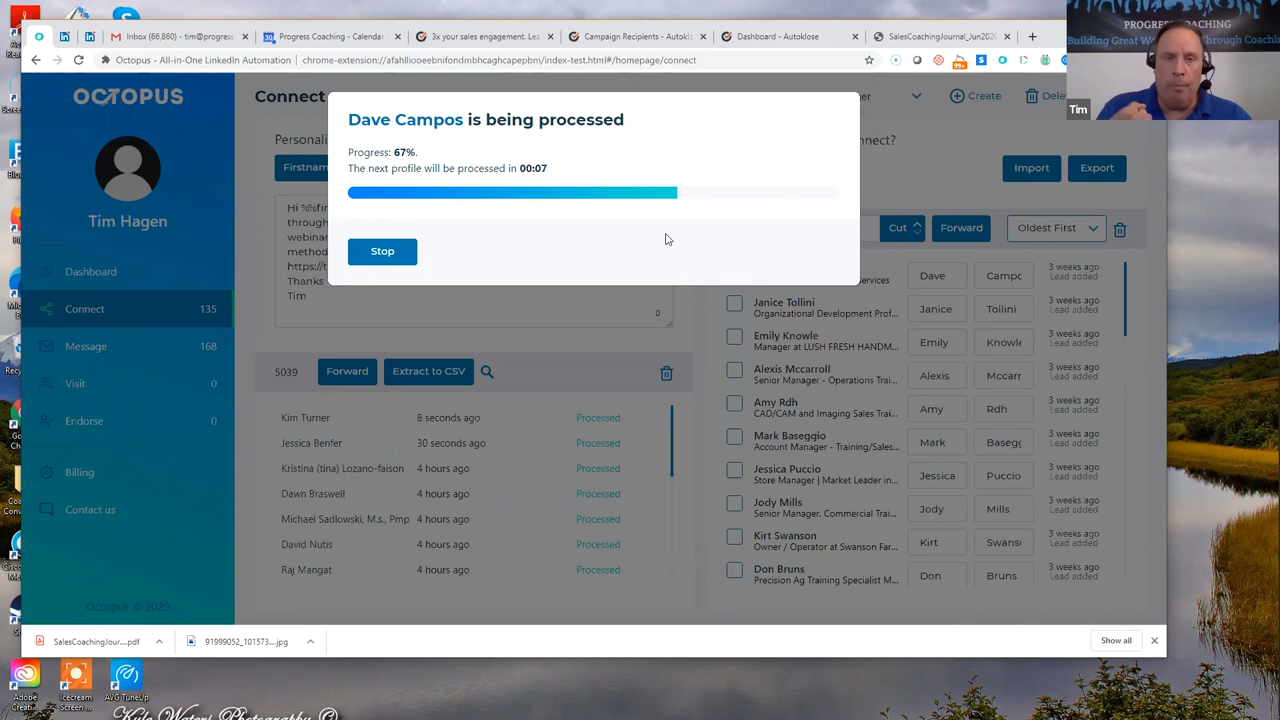 Inbox (66,860) - tim@progres
Progress Coaching - Calendar
3x your sales engagement. Lea
Campaign Recipients - Autoklo
Dashboard - Autoklose
SalesCoachingJournal_Jun2020
Octopus - All-in-One LinkedIn Automation
chrome-extension://afahlliooeebnifondmbhcaghcapepbm/index-test.html#/homepage/connect
99+
PROGRESS COACHING
Building Great Through Coachi
Tim
OCTOPUS
Tim Hagen
Dashboard
Connect 135
Message 168
Visit 0
Endorse 0
Billing
Contact us
Octopus © 2020
Connect
Create
Dele
Personali
Firstnam
Hi %%fir
through
webinar
method
https://t
Thanks
Tim
0
Dave Campos is being processed
Progress: 67%.
The next profile will be processed in 00:07
Stop
onnect?
Import
Export
Cut
Forward
Oldest First
5039
Forward
Extract to CSV
Kim Turner 8 seconds ago Processed
Jessica Benfer 30 seconds ago Processed
Kristina (tina) Lozano-faison 4 hours ago Processed
Dawn Braswell 4 hours ago Processed
Michael Sadlowski, M.s., Pmp 4 hours ago Processed
David Nutis 4 hours ago Processed
Raj Mangat 4 hours ago Processed
ervices
Dave
Campo
3 weeks ago
Lead added
Janice Tollini
Organizational Development Prof...
Janice
Tollini
3 weeks ago
Lead added
Emily Knowle
Manager at LUSH FRESH HANDM...
Emily
Knowle
3 weeks ago
Lead added
Alexis Mccarroll
Senior Manager - Operations Trai...
Alexis
Mccarr
3 weeks ago
Lead added
Amy Rdh
CAD/CAM and Imaging Sales Trai...
Amy
Rdh
3 weeks ago
Lead added
Mark Baseggio
Account Manager - Training/Sales...
Mark
Basegg
3 weeks ago
Lead added
Jessica Puccio
Store Manager | Market Leader in...
Jessica
Puccio
3 weeks ago
Lead added
Jody Mills
Senior Manager, Commercial Trai...
Jody
Mills
3 weeks ago
Lead added
Kirt Swanson
Owner / Operator at Swanson Far...
Kirt
Swans
3 weeks ago
Lead added
Don Bruns
Precision Ag Training Specialist M...
Don
Bruns
3 weeks ago
Lead added
SalesCoachingJour....pdf
91999052_101573....jpg
Show all
Adobe
Creati...
Icecream
Screen ...
AVG TuneUp
Kyle Waters Photography ©